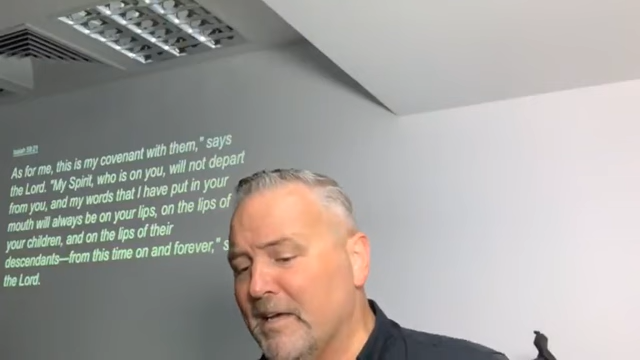 Isaiah 59:21
As for me, this is my covenant with them," says
the Lord. "My Spirit, who is on you, will not depart
from you, and my words that I have put in your
mouth will always be on your lips, on the lips of
your children, and on the lips of their
descendants—from this time on and forever," s
the Lord.